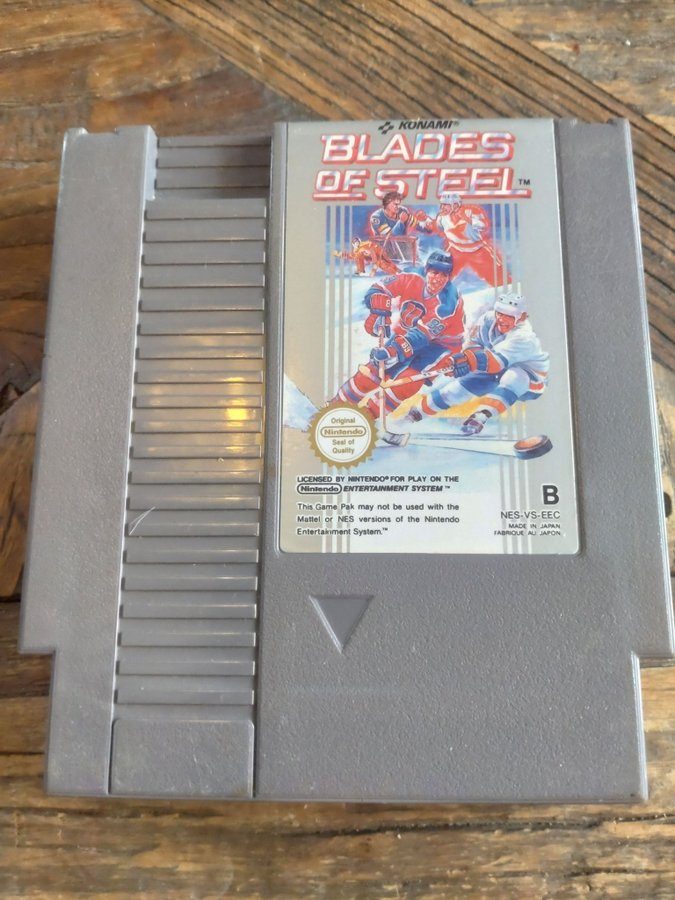 KONAMI®
BLADES
OF STEEL™
Original
Nintendo
Seal of
Quality
LICENSED BY NINTENDO® FOR PLAY ON THE
Nintendo ENTERTAINMENT SYSTEM™
This Game Pak may not be used with the
Mattel or NES versions of the Nintendo
Entertainment System.™
B
NES-VS-EEC
MADE IN JAPAN
FABRIQUE AU JAPON